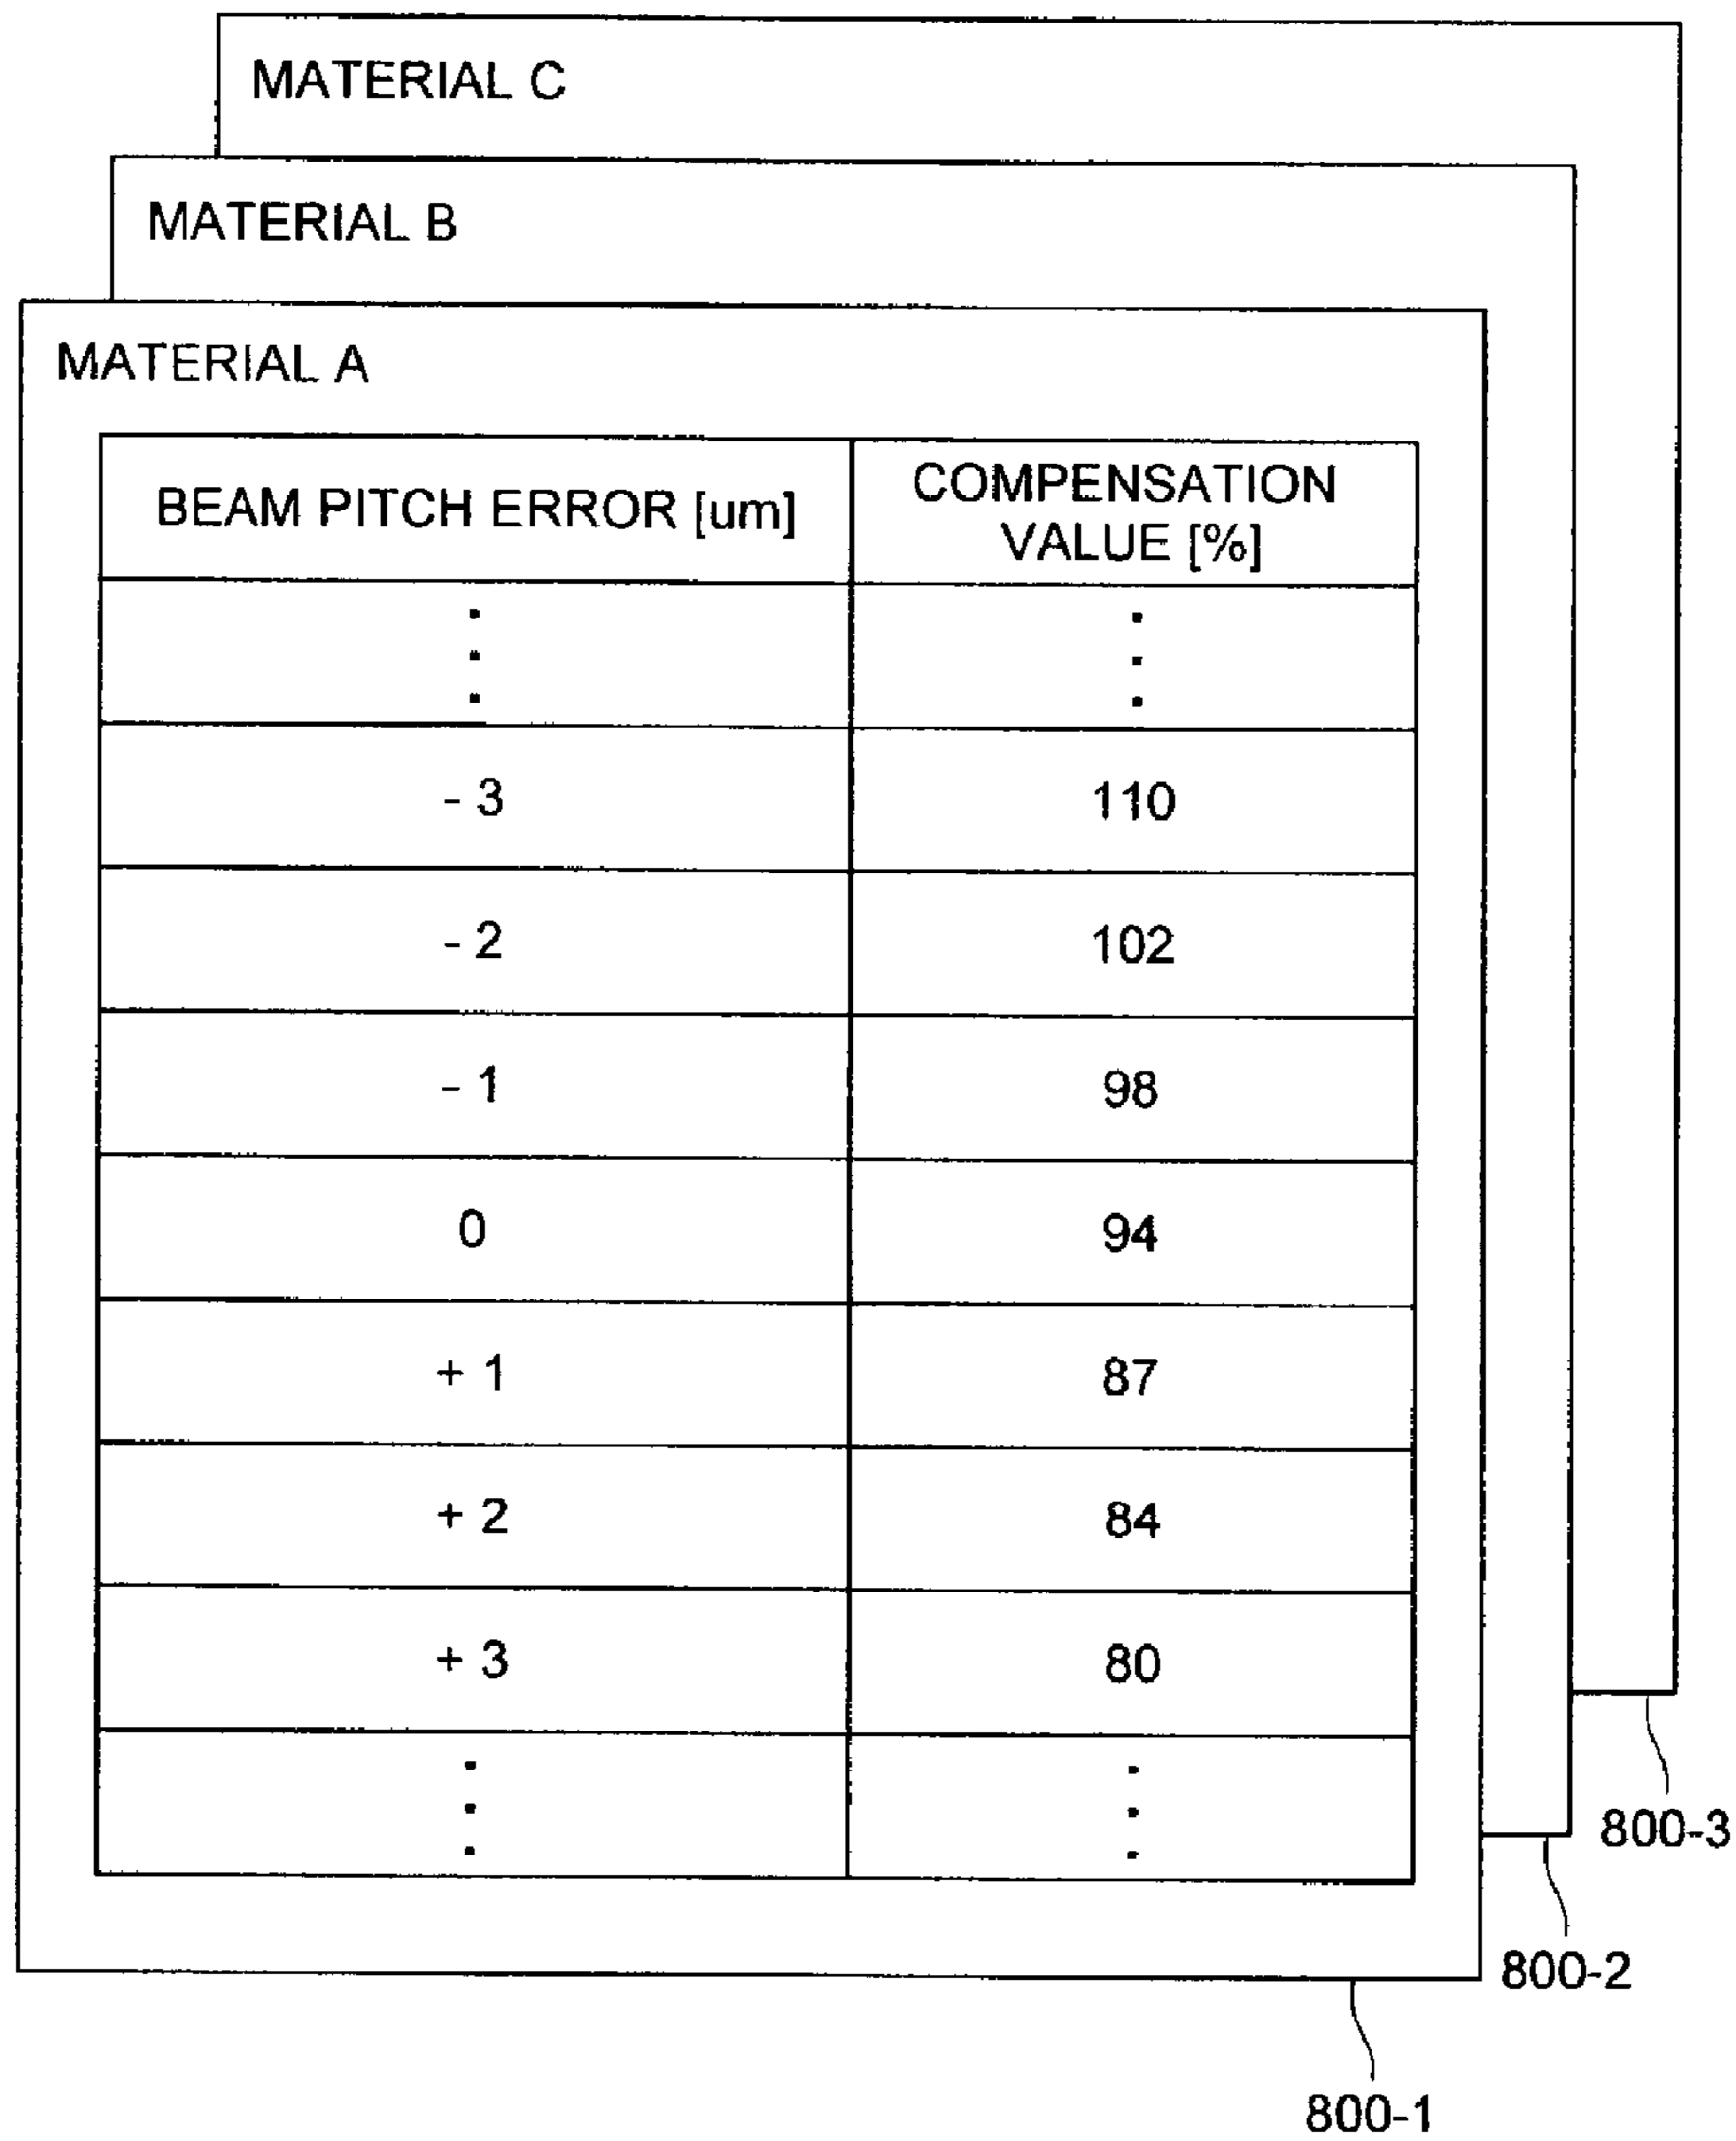 MATERIAL C
MATERIAL B
MATERIAL A
BEAM PITCH ERROR [um] COMPENSATION VALUE [%]
- 3 110
- 2 102
- 1 98
0 94
+ 1 87
+ 2 84
+ 3 80
800-3
800-2
800-1